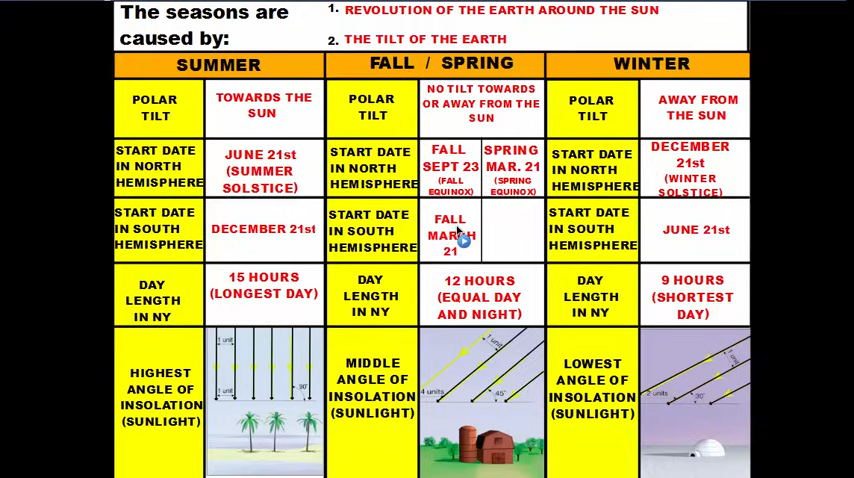 The seasons are
caused by:
1. REVOLUTION OF THE EARTH AROUND THE SUN
2. THE TILT OF THE EARTH
SUMMER
FALL / SPRING
WINTER
POLAR
TILT
TOWARDS THE
SUN
POLAR
TILT
NO TILT TOWARDS
OR AWAY FROM THE
SUN
POLAR
TILT
AWAY FROM
THE SUN
START DATE
IN NORTH
HEMISPHERE
JUNE 21st
(SUMMER
SOLSTICE)
START DATE
IN NORTH
HEMISPHERE
FALL
SEPT 23
(FALL
EQUINOX)
SPRING
MAR. 21
(SPRING
EQUINOX)
START DATE
IN NORTH
HEMISPHERE
DECEMBER
21st
(WINTER
SOLSTICE)
START DATE
IN SOUTH
HEMISPHERE
DECEMBER 21st
START DATE
IN SOUTH
HEMISPHERE
FALL
MARCH
21
START DATE
IN SOUTH
HEMISPHERE
JUNE 21st
DAY
LENGTH
IN NY
15 HOURS
(LONGEST DAY)
DAY
LENGTH
IN NY
12 HOURS
(EQUAL DAY
AND NIGHT)
DAY
LENGTH
IN NY
9 HOURS
(SHORTEST
DAY)
HIGHEST
ANGLE OF
INSOLATION
(SUNLIGHT)
1 unit
1 unit
90°
MIDDLE
ANGLE OF
INSOLATION
(SUNLIGHT)
1 unit
4 units
45°
LOWEST
ANGLE OF
INSOLATION
(SUNLIGHT)
1 unit
2 units
30°